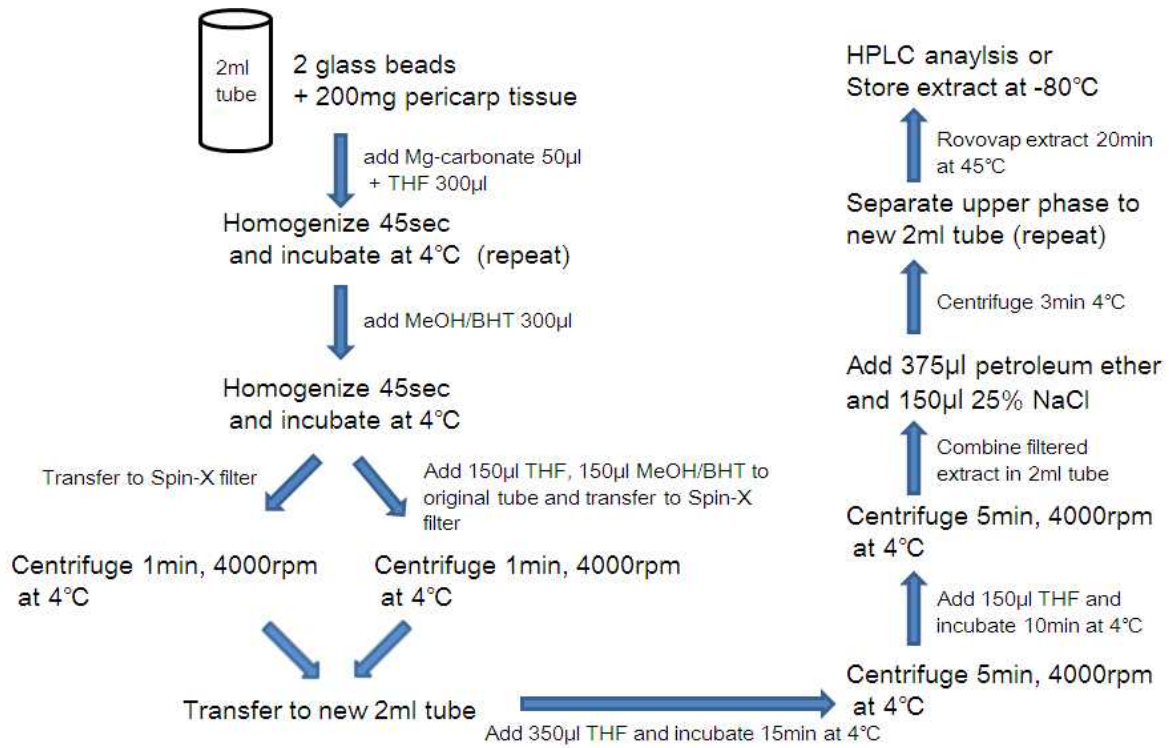 2ml
tube
2 glass beads
+ 200mg pericarp tissue
add Mg-carbonate 50µl
+ THF 300µl
Homogenize 45sec
and incubate at 4℃ (repeat)
add MeOH/BHT 300µl
Homogenize 45sec
and incubate at 4℃
Transfer to Spin-X filter
Add 150µl THF, 150µl MeOH/BHT to
original tube and transfer to Spin-X
filter
Centrifuge 1min, 4000rpm
at 4℃
Centrifuge 1min, 4000rpm
at 4℃
Transfer to new 2ml tube
Add 350µl THF and incubate 15min at 4℃
Centrifuge 5min, 4000rpm
at 4℃
Add 150µl THF and
incubate 10min at 4℃
Centrifuge 5min, 4000rpm
at 4℃
Combine filtered
extract in 2ml tube
Add 375µl petroleum ether
and 150µl 25% NaCl
Centrifuge 3min 4℃
Separate upper phase to
new 2ml tube (repeat)
Rovovap extract 20min
at 45℃
HPLC anaylsis or
Store extract at -80℃